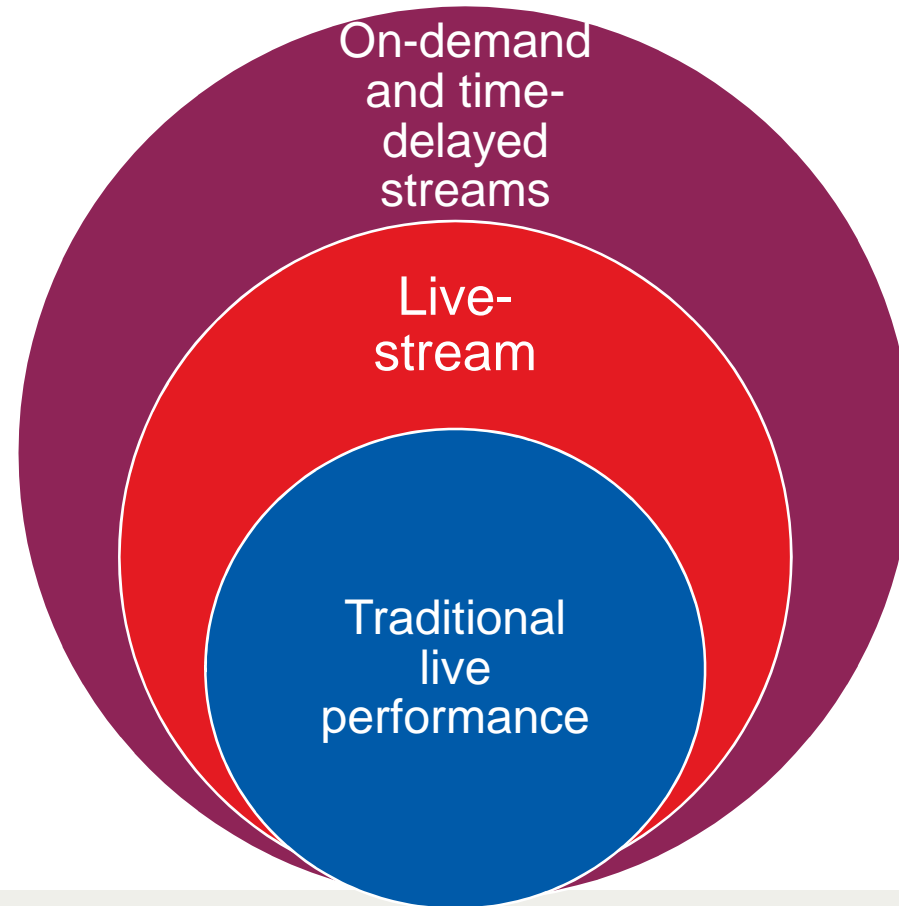 On-demand
and time-
delayed
streams
Live-
stream
Traditional
live
performance